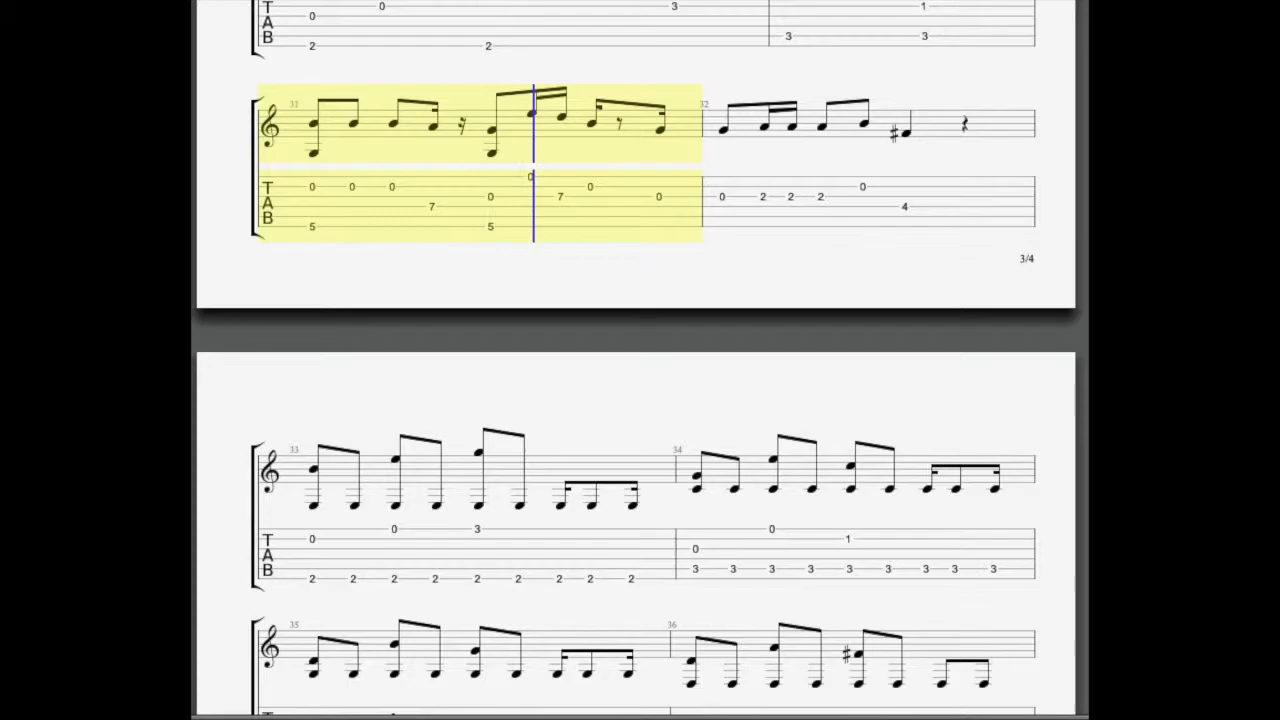 T 0 3 1
0
A
B 3 3
2 2
31 32
0
T 0 0 0 0 0
A 0 7 0 0 2 2 2
7 4
B
5 5
3/4
33 34
0 3 0
T 0 1
A 0
B 3 3 3 3 3 3 3 3 3
2 2 2 2 2 2 2 2 2
35 36